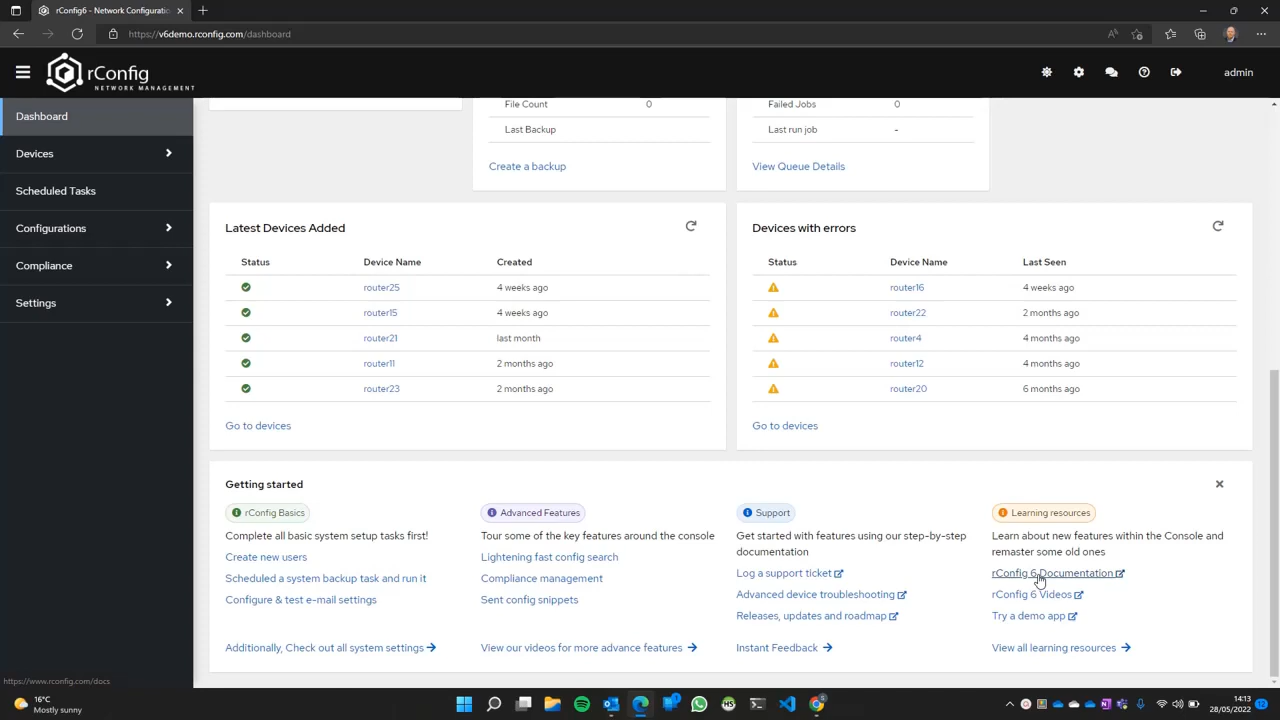 rConfig6 - Network Configuratio
https://v6demo.rconfig.com/dashboard
rConfig
NETWORK MANAGEMENT
admin
Dashboard
Devices
Scheduled Tasks
Configurations
Compliance
Settings
File Count 0
Last Backup
Create a backup
Failed Jobs 0
Last run job -
View Queue Details
Latest Devices Added
Status Device Name Created
router25 4 weeks ago
router15 4 weeks ago
router21 last month
router11 2 months ago
router23 2 months ago
Go to devices
Devices with errors
Status Device Name Last Seen
router16 4 weeks ago
router22 2 months ago
router4 4 months ago
router12 4 months ago
router20 6 months ago
Go to devices
Getting started
rConfig Basics
Complete all basic system setup tasks first!
Create new users
Scheduled a system backup task and run it
Configure & test e-mail settings
Additionally, Check out all system settings
Advanced Features
Tour some of the key features around the console
Lightening fast config search
Compliance management
Sent config snippets
View our videos for more advance features
Support
Get started with features using our step-by-step
documentation
Log a support ticket
Advanced device troubleshooting
Releases, updates and roadmap
Instant Feedback
Learning resources
Learn about new features within the Console and
remaster some old ones
rConfig 6 Documentation
rConfig 6 Videos
Try a demo app
View all learning resources
https://www.rconfig.com/docs
16°C
Mostly sunny
14:13
28/05/2022